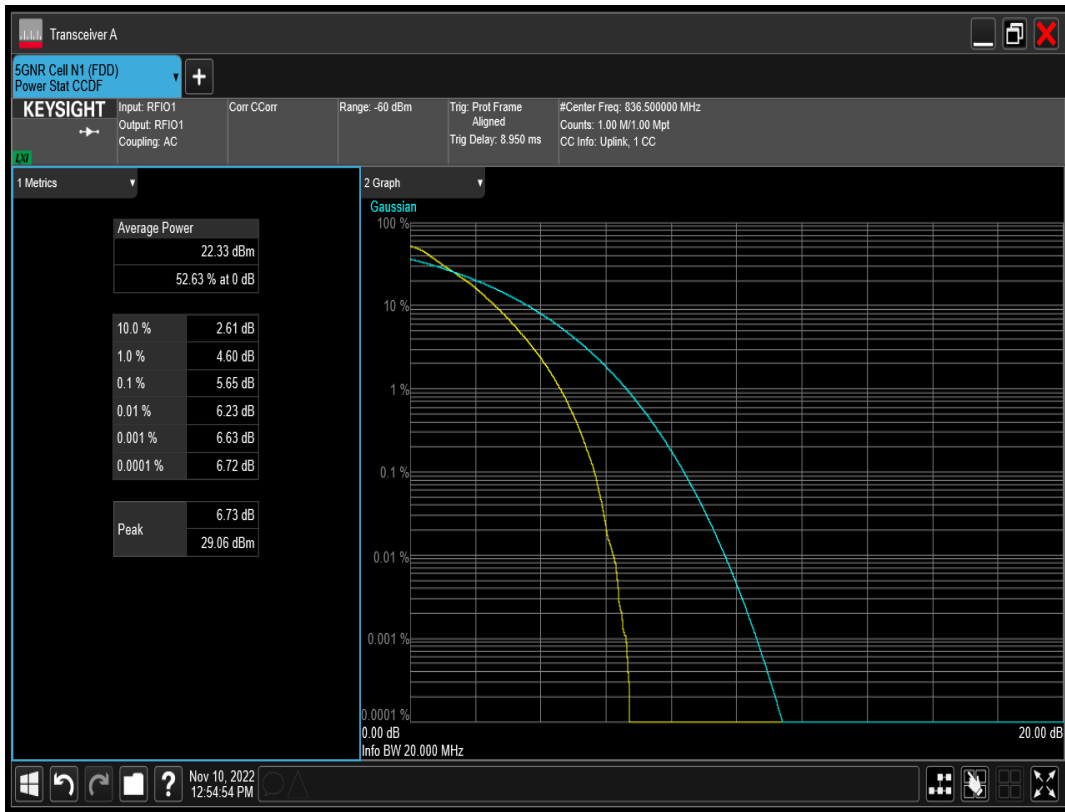 Transceiver A
5GNR Cell N1 (FDD)
Power Stat CCDF
+
KEYSIGHT
LXI
Input: RFIO1
Output: RFIO1
Coupling: AC
Corr CCorr
Range: -60 dBm
Trig: Prot Frame
Aligned
Trig Delay: 8.950 ms
#Center Freq: 836.500000 MHz
Counts: 1.00 M/1.00 Mpt
CC Info: Uplink, 1 CC
1 Metrics
Average Power
22.33 dBm
52.63 % at 0 dB
10.0 % 2.61 dB
1.0 % 4.60 dB
0.1 % 5.65 dB
0.01 % 6.23 dB
0.001 % 6.63 dB
0.0001 % 6.72 dB
Peak 6.73 dB
29.06 dBm
2 Graph
Gaussian
100 %
10 %
1 %
0.1 %
0.01 %
0.001 %
0.0001 %
0.00 dB 20.00 dB
Info BW 20.000 MHz
? Nov 10, 2022
12:54:54 PM